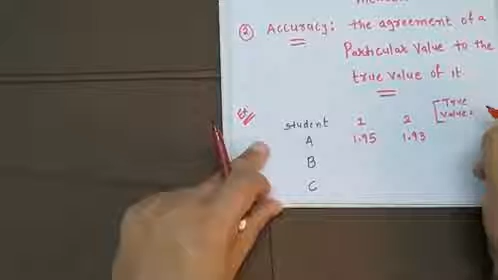 ② Accuracy: the agreement of a
Particular value to the
true value of it.
Ex
student 1 2 [True
Value:
A 1.95 1.93
B
C